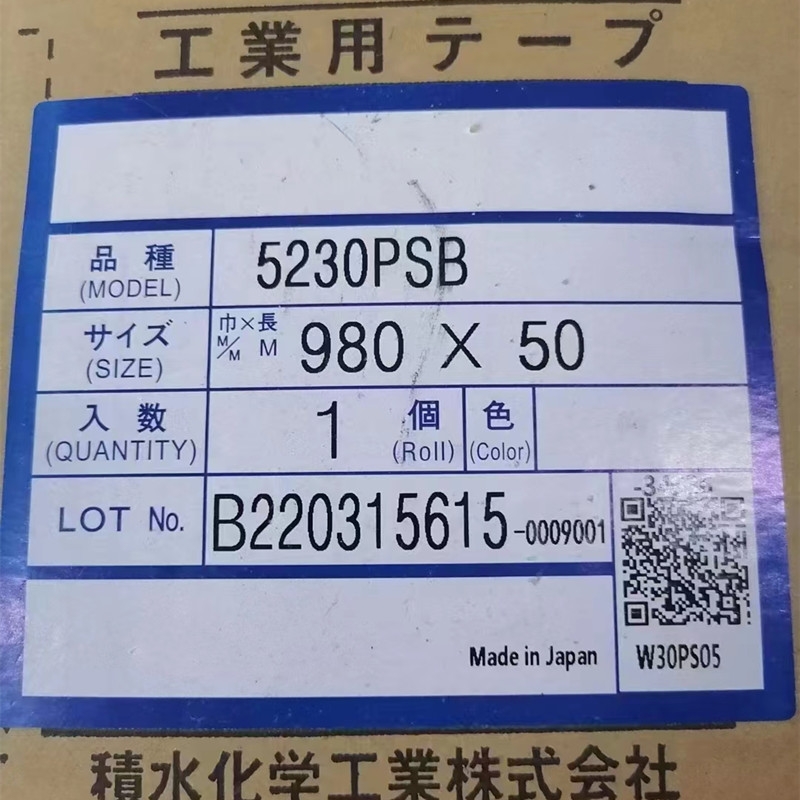 工業用テープ
品種 5230PSB
(MODEL)
サイズ 巾×長 980 X 50
(SIZE) M/M M
入数 1 個 色
(QUANTITY) (Roll) (Color)
LOT No. B220315615-0009001
Made in Japan W30PS05
積水化学工業株式会社